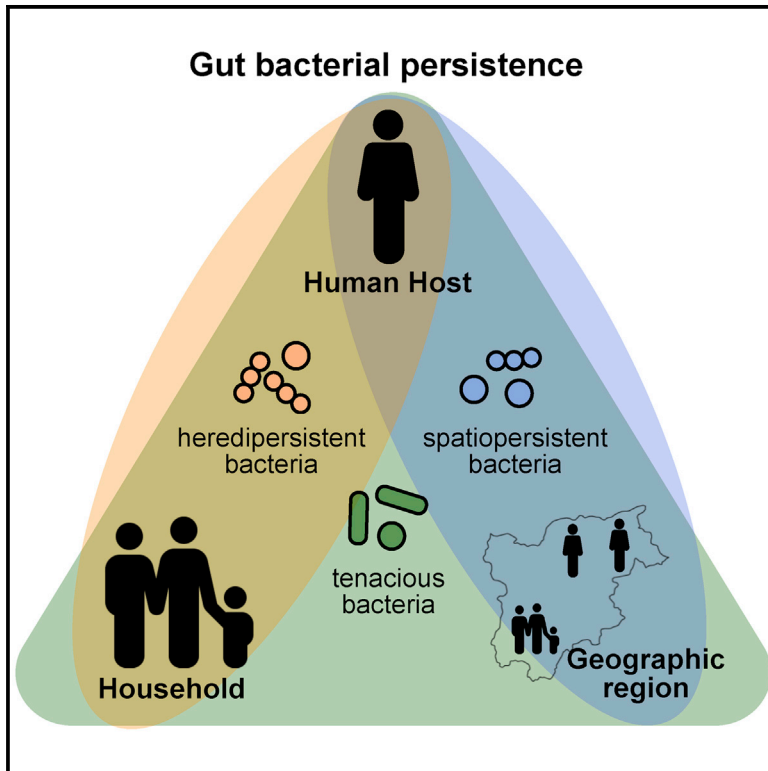 Gut bacterial persistence
Human Host
heredipersistent
bacteria
spatiopersistent
bacteria
tenacious
bacteria
Household
Geographic
region